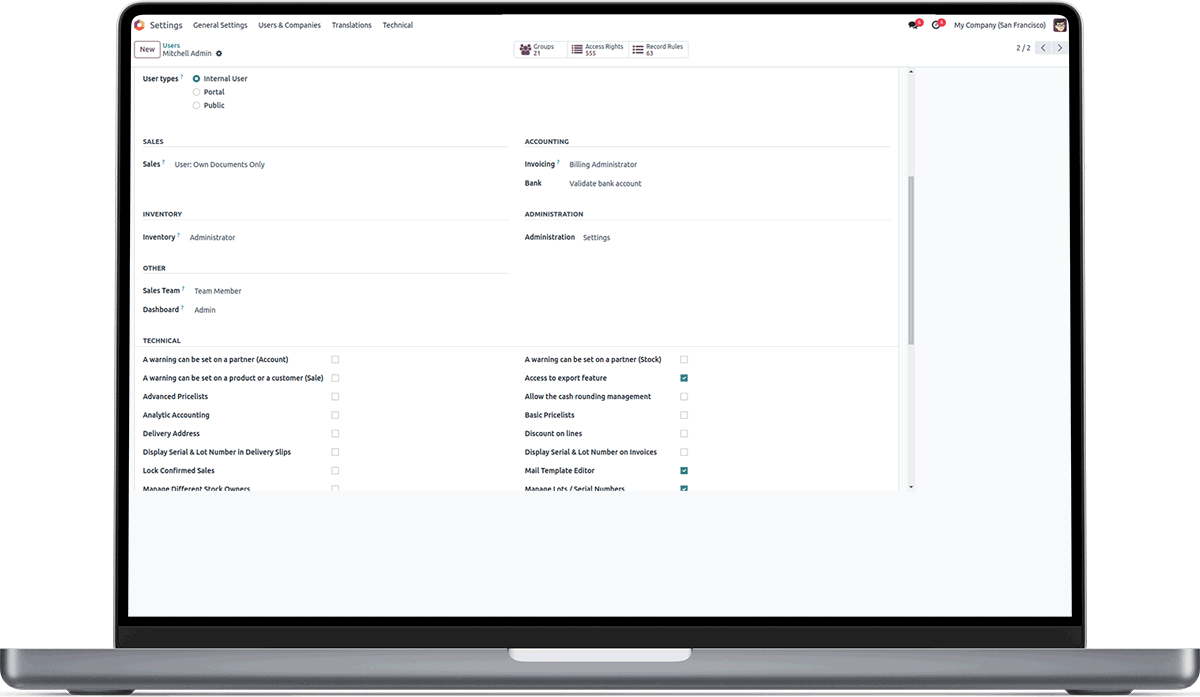 Settings General Settings Users & Companies Translations Technical 5 4 My Company (San Francisco)
New Users Groups Access Rights Record Rules
Mitchell Admin 21 555 63 2 / 2
User types ? Internal User
Portal
Public
SALES ACCOUNTING
Sales ? User: Own Documents Only Invoicing ? Billing Administrator
Bank Validate bank account
INVENTORY ADMINISTRATION
Inventory ? Administrator Administration Settings
OTHER
Sales Team ? Team Member
Dashboard ? Admin
TECHNICAL
A warning can be set on a partner (Account) A warning can be set on a partner (Stock)
A warning can be set on a product or a customer (Sale) Access to export feature
Advanced Pricelists Allow the cash rounding management
Analytic Accounting Basic Pricelists
Delivery Address Discount on lines
Display Serial & Lot Number in Delivery Slips Display Serial & Lot Number on Invoices
Lock Confirmed Sales Mail Template Editor
Manage Different Stock Owners Manage Lots / Serial Numbers